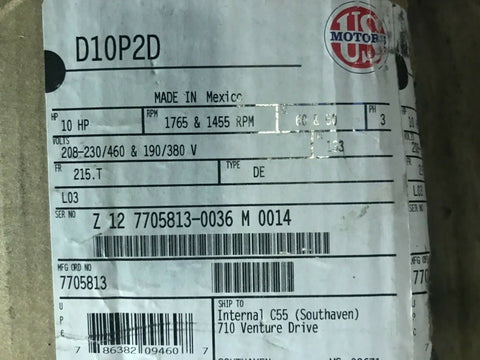 D10P2D
US
MOTORS
MADE IN Mexico
HP RPM PH
10 HP 1765 & 1455 RPM 3
VOLTS
208-230/460 & 190/380 V
FR TYPE
215.T DE
L03
SER NO
Z 12 7705813-0036 M 0014
MFG ORD NO
7705813
SHIP TO
Internal C55 (Southaven)
710 Venture Drive
U
P
C
7 86382 09460 7